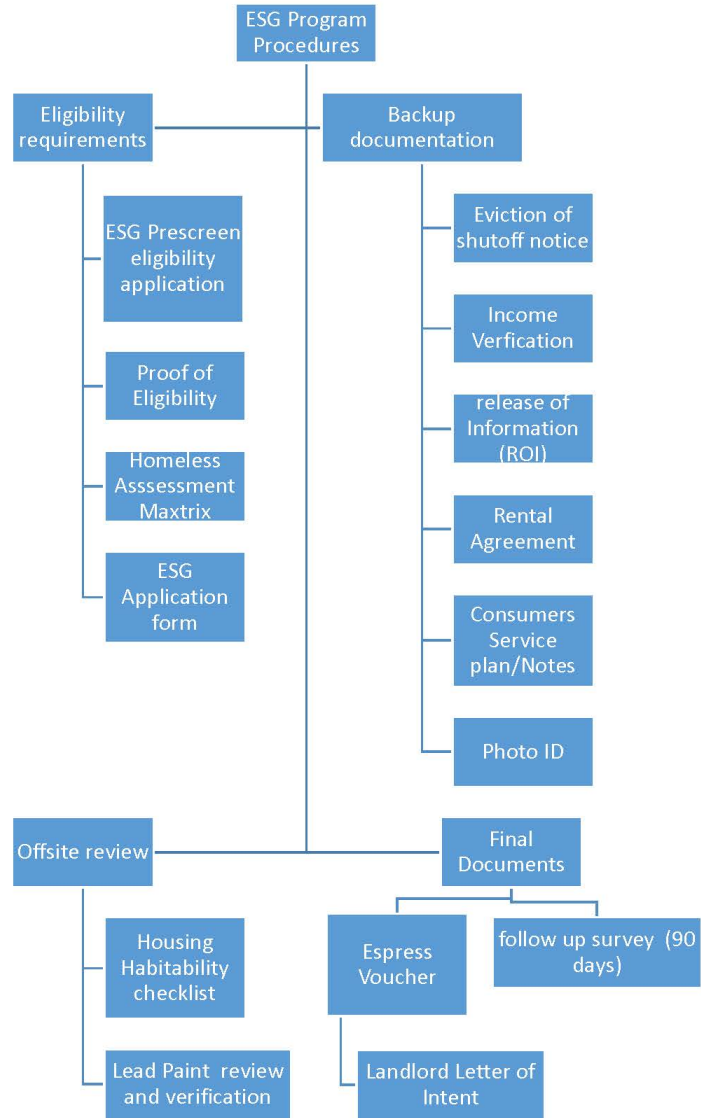 ESG Program
Procedures
Eligibility
requirements
Backup
documentation
ESG Prescreen
eligibility
application
Proof of
Eligibility
Homeless
Asssessment
Maxtrix
ESG
Application
form
Eviction of
shutoff notice
Income
Verfication
release of
Information
(ROI)
Rental
Agreement
Consumers
Service
plan/Notes
Photo ID
Offsite review
Final
Documents
Housing
Habitability
checklist
Lead Paint review
and verification
Espress
Voucher
follow up survey (90
days)
Landlord Letter of
Intent